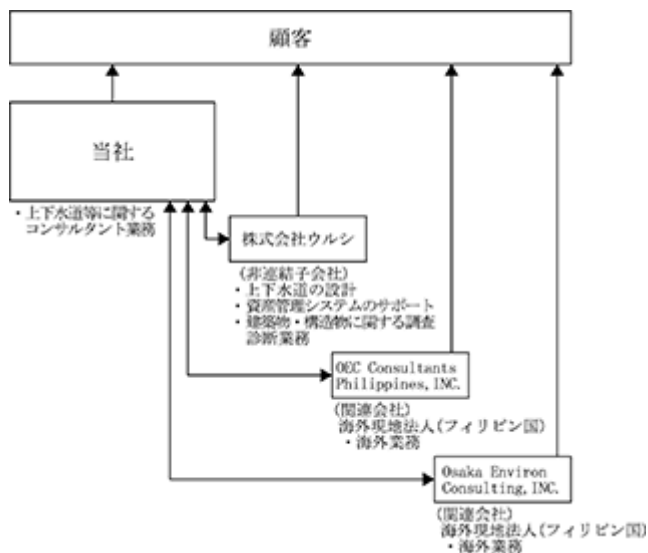 顧客
当社
・上下水道等に関する
コンサルタント業務
株式会社ウルシ
(非連結子会社)
・上下水道の設計
・資産管理システムのサポート
・建築物・構造物に関する調査
診断業務
OEC Consultants
Philippines, INC.
(関連会社)
海外現地法人(フィリピン国)
・海外業務
Osaka Environ
Consulting, INC.
(関連会社)
海外現地法人(フィリピン国)
・海外業務